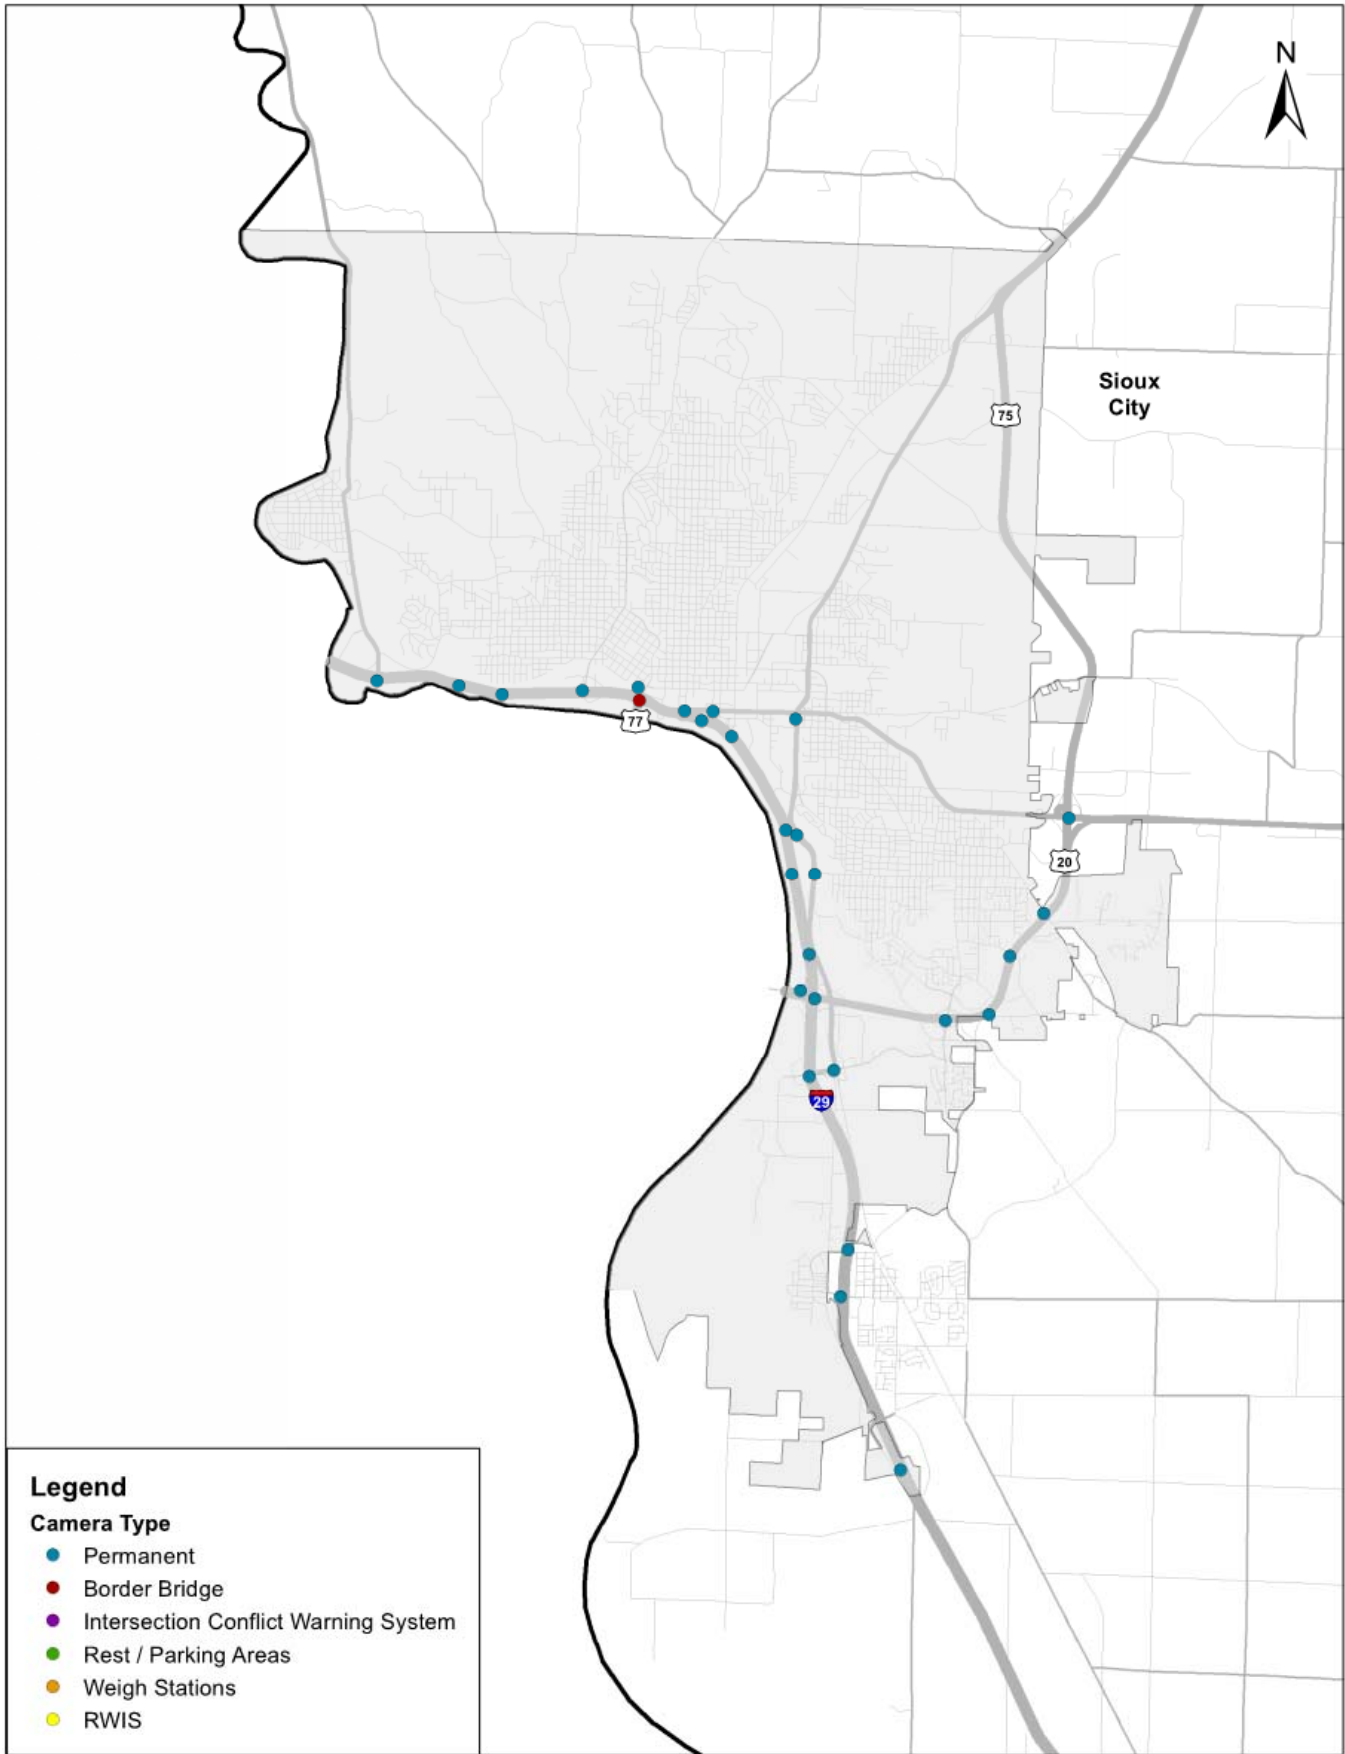 N
Sioux
City
75
77
20
29
Legend
Camera Type
Permanent
Border Bridge
Intersection Conflict Warning System
Rest / Parking Areas
Weigh Stations
RWIS